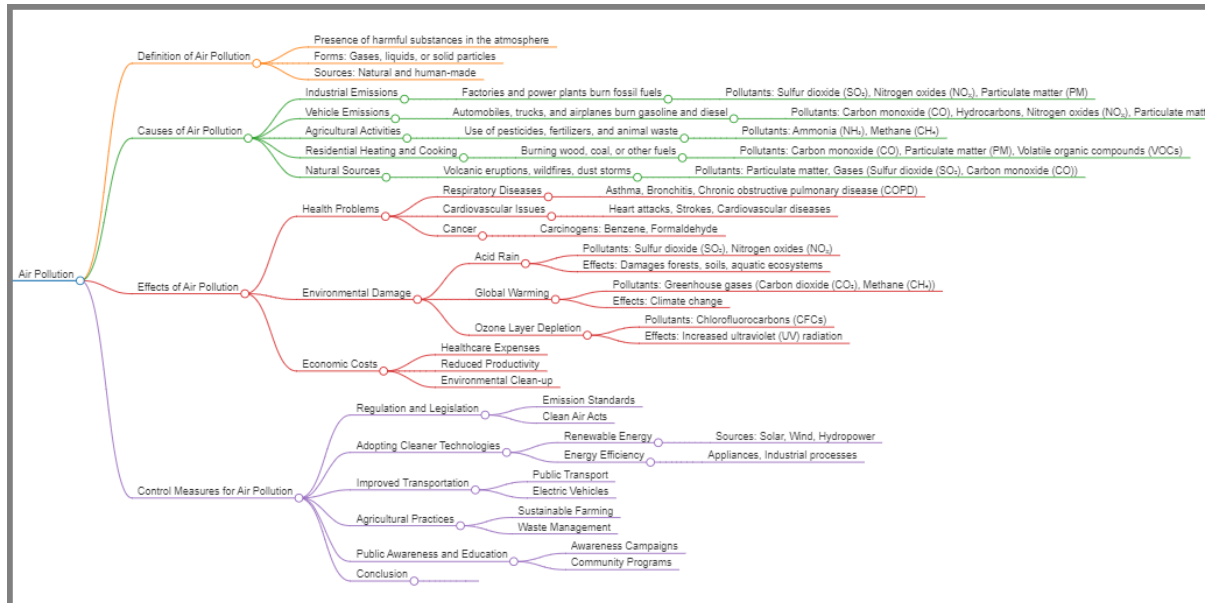 Air Pollution
Definition of Air Pollution
Presence of harmful substances in the atmosphere
Forms: Gases, liquids, or solid particles
Sources: Natural and human-made
Causes of Air Pollution
Industrial Emissions
Factories and power plants burn fossil fuels
Pollutants: Sulfur dioxide (SO₂), Nitrogen oxides (NOₓ), Particulate matter (PM)
Vehicle Emissions
Automobiles, trucks, and airplanes burn gasoline and diesel
Pollutants: Carbon monoxide (CO), Hydrocarbons, Nitrogen oxides (NOₓ), Particulate matt
Agricultural Activities
Use of pesticides, fertilizers, and animal waste
Pollutants: Ammonia (NH₃), Methane (CH₄)
Residential Heating and Cooking
Burning wood, coal, or other fuels
Pollutants: Carbon monoxide (CO), Particulate matter (PM), Volatile organic compounds (VOCs)
Natural Sources
Volcanic eruptions, wildfires, dust storms
Pollutants: Particulate matter, Gases (Sulfur dioxide (SO₂), Carbon monoxide (CO))
Effects of Air Pollution
Health Problems
Respiratory Diseases
Asthma, Bronchitis, Chronic obstructive pulmonary disease (COPD)
Cardiovascular Issues
Heart attacks, Strokes, Cardiovascular diseases
Cancer
Carcinogens: Benzene, Formaldehyde
Environmental Damage
Acid Rain
Pollutants: Sulfur dioxide (SO₂), Nitrogen oxides (NOₓ)
Effects: Damages forests, soils, aquatic ecosystems
Global Warming
Pollutants: Greenhouse gases (Carbon dioxide (CO₂), Methane (CH₄))
Effects: Climate change
Ozone Layer Depletion
Pollutants: Chlorofluorocarbons (CFCs)
Effects: Increased ultraviolet (UV) radiation
Economic Costs
Healthcare Expenses
Reduced Productivity
Environmental Clean-up
Control Measures for Air Pollution
Regulation and Legislation
Emission Standards
Clean Air Acts
Adopting Cleaner Technologies
Renewable Energy
Sources: Solar, Wind, Hydropower
Energy Efficiency
Appliances, Industrial processes
Improved Transportation
Public Transport
Electric Vehicles
Agricultural Practices
Sustainable Farming
Waste Management
Public Awareness and Education
Awareness Campaigns
Community Programs
Conclusion